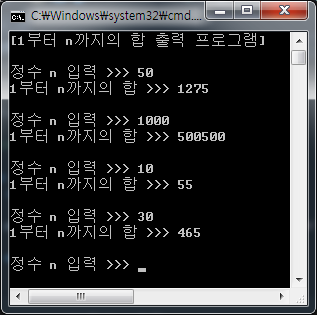 C:₩Windows₩system32₩cmd....
[1부터 n까지의 합 출력 프로그램]
정수 n 입력 >>> 50
1부터 n까지의 합 >>> 1275
정수 n 입력 >>> 1000
1부터 n까지의 합 >>> 500500
정수 n 입력 >>> 10
1부터 n까지의 합 >>> 55
정수 n 입력 >>> 30
1부터 n까지의 합 >>> 465
정수 n 입력 >>> _